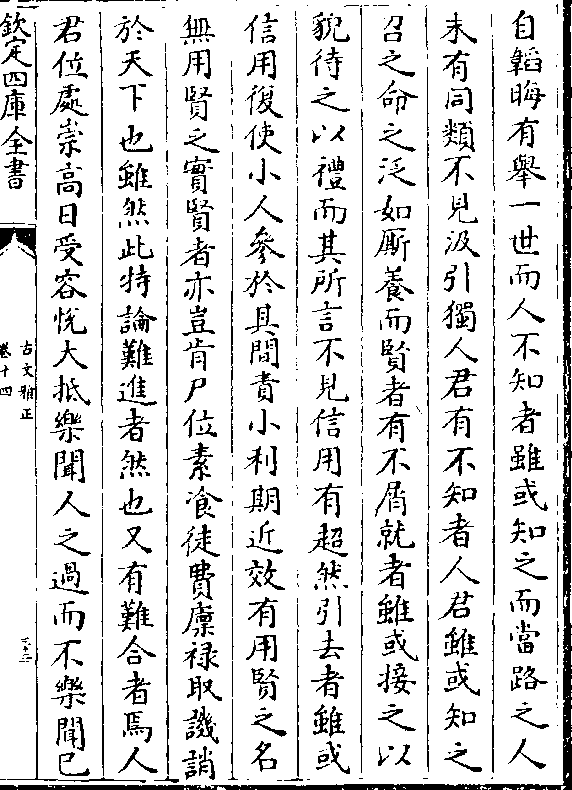 自韜晦有舉一世而人不知者雖或知之而當路之人
未有同類不見汲引獨人君有不知者人君雖或知之
召之命之泛如厮養而賢者有不屑就者雖或接之以
貌待之以禮而其所言不見信用有超然引去者雖或
信用復使小人參於其間責小利期近效有用賢之名
無用賢之實賢者亦豈肯尸位素飡徒費廩禄取譏誚
於天下也雖然此特論難進者然也又有難合者焉人
君位處崇高日受容悅大抵樂聞人之過而不樂聞已
欽定四庫全書
古文雅正
卷十四
三十二